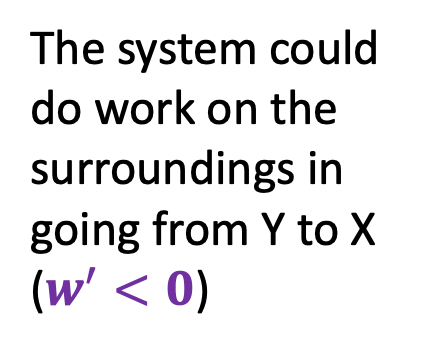 The system could
do work on the
surroundings in
going from Y to X
(w′ < 0)